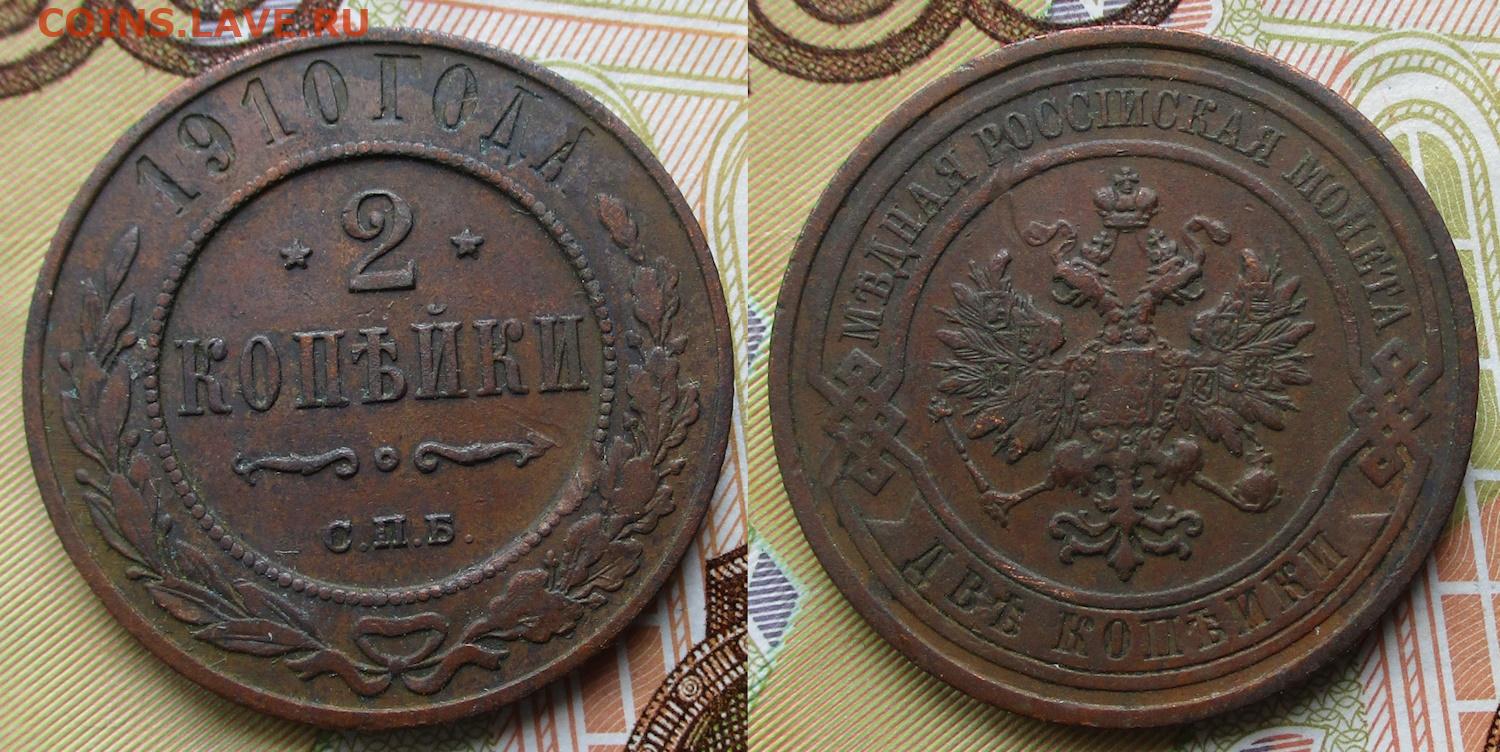 COINS.LAVE.RU
1910 ГОДА
2
КОПѢЙКИ
С.П.Б.
МѢДНАЯ РОССІЙСКАЯ МОНЕТА
ДВѢ КОПѢЙКИ